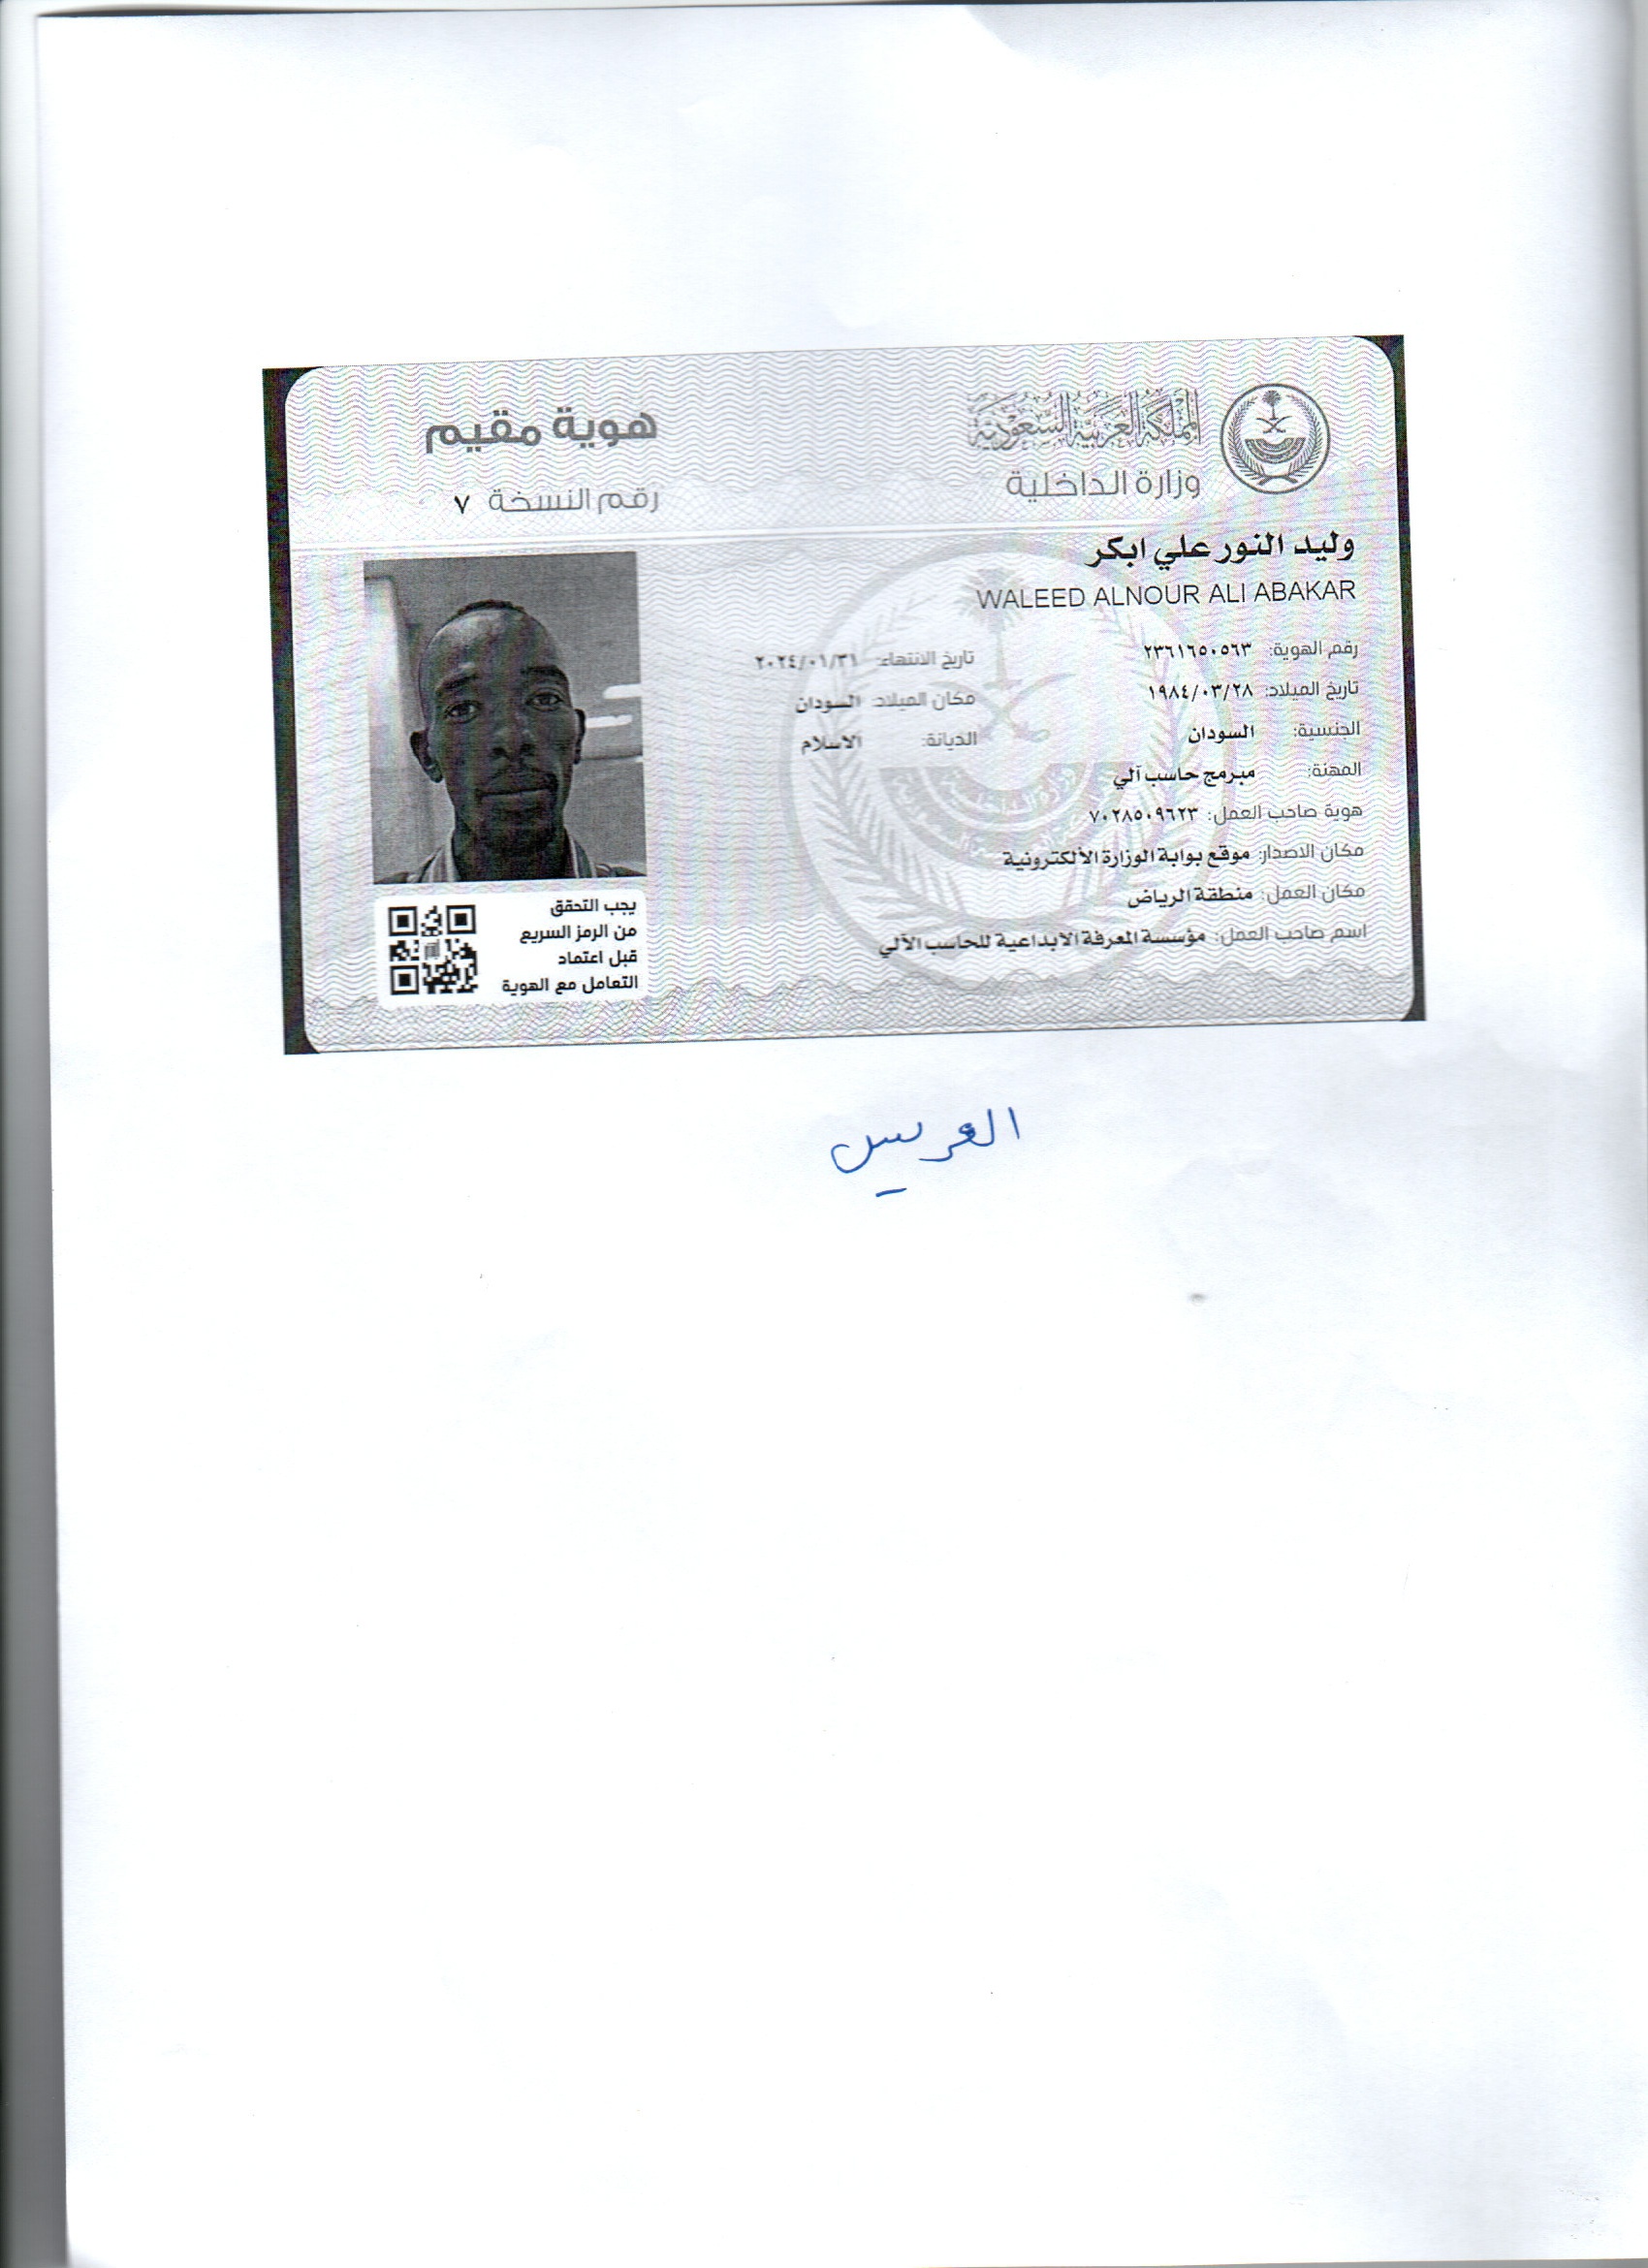 المملكة العربية السعودية
وزارة الداخلية
هوية مقيم
رقم النسخة ٧
وليد النور علي ابكر
WALEED ALNOUR ALI ABAKAR
رقم الهوية: ٢٣٦١٦٥٠٥٦٣
تاريخ الانتهاء: ٢٠٢٤/٠١/٣١
تاريخ الميلاد: ١٩٨٤/٠٣/٢٨
مكان الميلاد: السودان
الجنسية: السودان
الديانة: الاسلام
المهنة: مبرمج حاسب آلي
هوية صاحب العمل: ٧٠٢٨٥٠٩٦٢٣
مكان الاصدار: موقع بوابة الوزارة الألكترونية
مكان العمل: منطقة الرياض
اسم صاحب العمل: مؤسسة المعرفة الابداعية للحاسب الآلي
يجب التحقق
من الرمز السريع
قبل اعتماد
التعامل مع الهوية
العريس